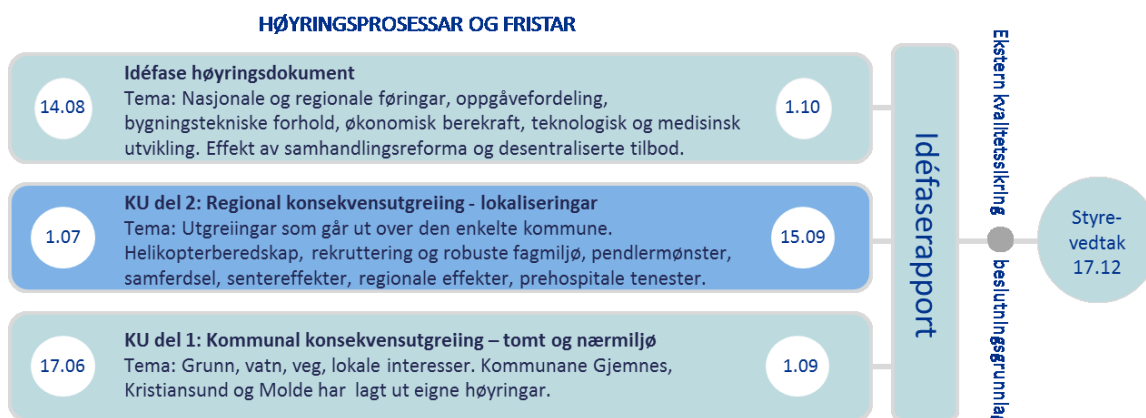 HØYRINGSPROSESSAR OG FRISTAR
14.08
Idéfase høyringsdokument
Tema: Nasjonale og regionale føringar, oppgåvefordeling,
bygningstekniske forhold, økonomisk berekraft, teknologisk og medisinsk
utvikling. Effekt av samhandlingsreforma og desentraliserte tilbod.
1.10
1.07
KU del 2: Regional konsekvensutgreiing - lokaliseringar
Tema: Utgreiingar som går ut over den enkelte kommune.
Helikopterberedskap, rekruttering og robuste fagmiljø, pendlermønster,
samferdsel, sentereffekter, regionale effekter, prehospitale tenester.
15.09
17.06
KU del 1: Kommunal konsekvensutgreiing – tomt og nærmiljø
Tema: Grunn, vatn, veg, lokale interesser. Kommunane Gjemnes,
Kristiansund og Molde har lagt ut eigne høyringar.
1.09
Idéfaserapport
Ekstern kvalitetssikring
beslutningsgrunnlag
Styre-
vedtak
17.12